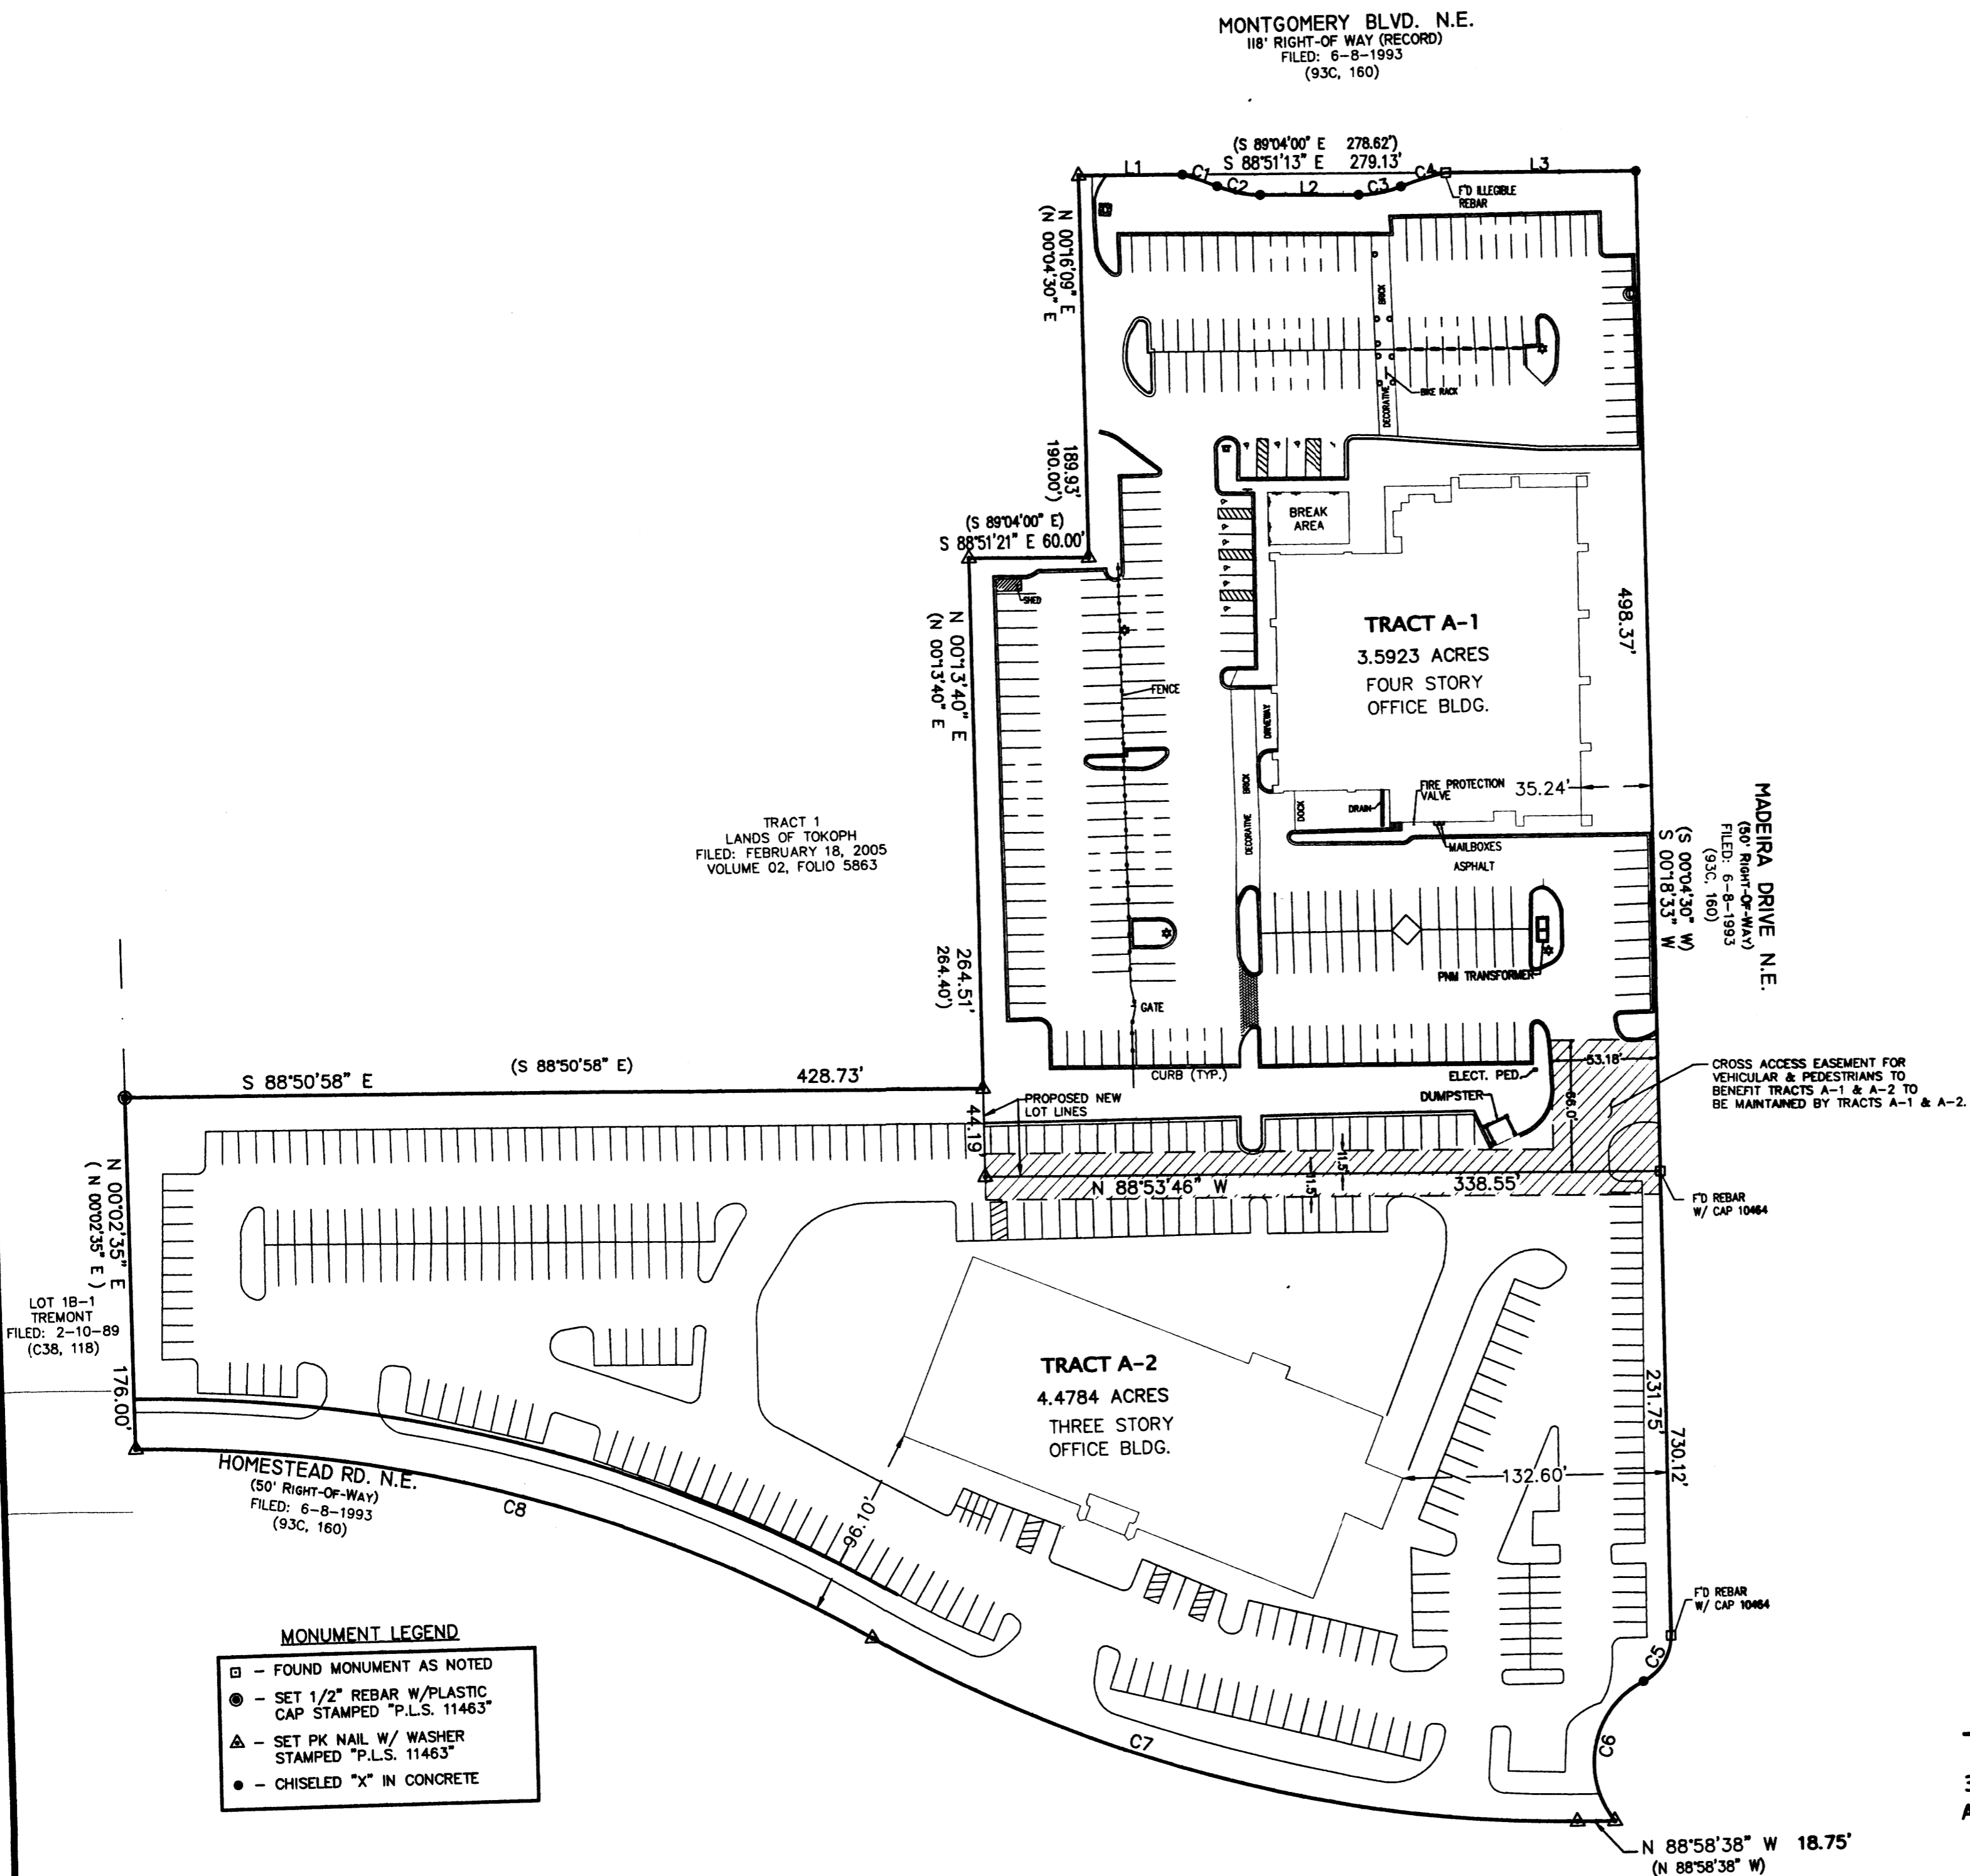 MONTGOMERY BLVD. N.E.
118' RIGHT-OF WAY (RECORD)
FILED: 6-8-1993
(93C, 160)
(S 89°04'00" E 278.62')
S 88°51'13" E 279.13'
L1
C1
C2
L2
C3
C4
L3
F'D ILLEGIBLE
REBAR
N 00°16'09" E
(N 00°04'30" E
189.93'
190.00')
BRICK
DECORATIVE
BIKE RACK
(S 89°04'00" E)
S 88°51'21" E 60.00'
BREAK
AREA
SHED
TRACT A-1
3.5923 ACRES
FOUR STORY
OFFICE BLDG.
498.37'
N 00°13'40" E
(N 00°13'40" E
264.51'
264.40')
FENCE
DRIVEWAY
BRICK
DECORATIVE
DOCK
DRAIN
FIRE PROTECTION
VALVE
35.24'
MAILBOXES
ASPHALT
MADEIRA DRIVE N.E.
(50' RIGHT-OF-WAY)
FILED: 6-8-1993
(93C, 160)
(S 00°04'30" W)
S 00°18'33" W
TRACT 1
LANDS OF TOKOPH
FILED: FEBRUARY 18, 2005
VOLUME 02, FOLIO 5863
PNM TRANSFORMER
GATE
CURB (TYP.)
ELECT. PED.
DUMPSTER
53.18'
66.0'
CROSS ACCESS EASEMENT FOR
VEHICULAR & PEDESTRIANS TO
BENEFIT TRACTS A-1 & A-2 TO
BE MAINTAINED BY TRACTS A-1 & A-2.
S 88°50'58" E
(S 88°50'58" E)
428.73'
PROPOSED NEW
LOT LINES
44.19'
11.5'
11.5'
N 88°53'46" W
338.55'
F'D REBAR
W/ CAP 10464
N 00°02'35" E
( N 00°02'35" E )
176.00'
LOT 1B-1
TREMONT
FILED: 2-10-89
(C38, 118)
TRACT A-2
4.4784 ACRES
THREE STORY
OFFICE BLDG.
231.75'
730.12'
132.60'
96.10'
HOMESTEAD RD. N.E.
(50' RIGHT-OF-WAY)
FILED: 6-8-1993
(93C, 160)
C8
F'D REBAR
W/ CAP 10464
C5
C6
C7
MONUMENT LEGEND
- FOUND MONUMENT AS NOTED
- SET 1/2" REBAR W/PLASTIC
CAP STAMPED "P.L.S. 11463"
- SET PK NAIL W/ WASHER
STAMPED "P.L.S. 11463"
- CHISELED "X" IN CONCRETE
N 88°58'38" W 18.75'
(N 88°58'38" W)